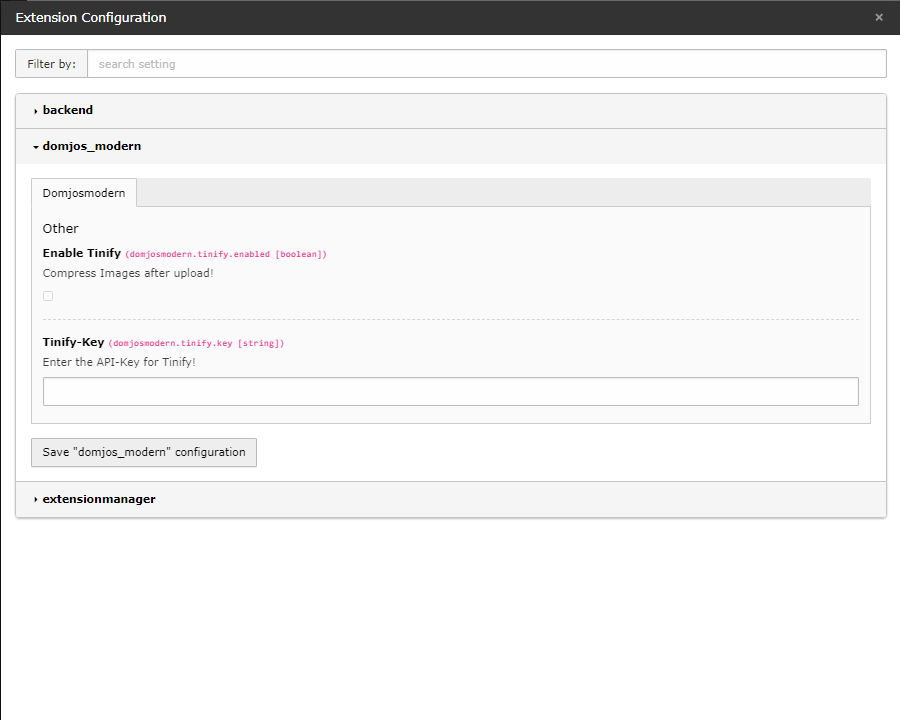 Extension Configuration
Filter by: search setting
backend
domjos_modern
Domjosmodern
Other
Enable Tinify (domjosmodern.tinify.enabled [boolean])
Compress Images after upload!
Tinify-Key (domjosmodern.tinify.key [string])
Enter the API-Key for Tinify!
Save "domjos_modern" configuration
extensionmanager